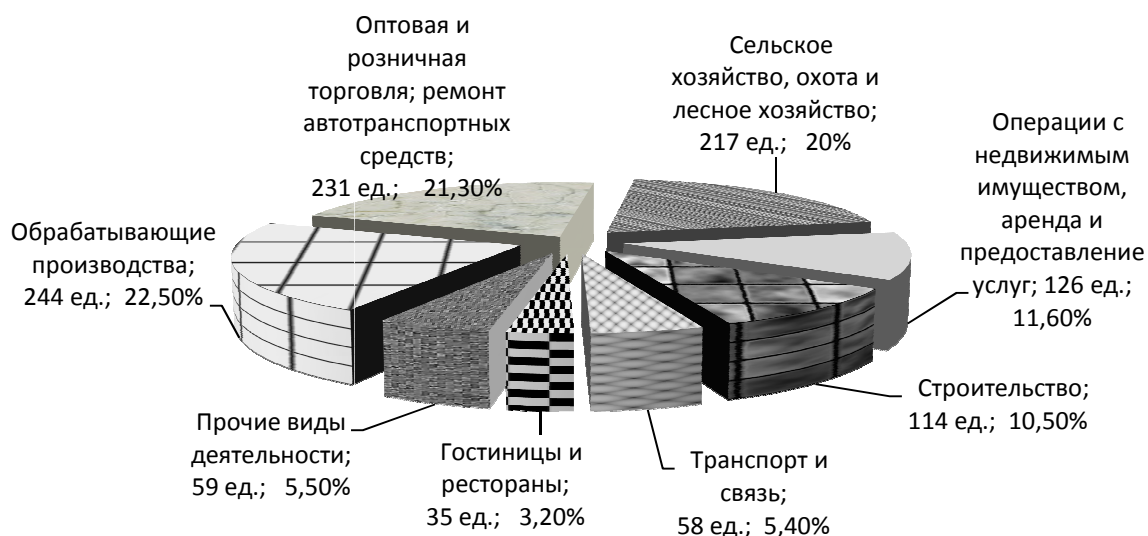 Оптовая и
розничная
торговля; ремонт
автотранспортных
средств;
231 ед.; 21,30%
Сельское
хозяйство, охота и
лесное хозяйство;
217 ед.; 20%
Операции с
недвижимым
имуществом,
аренда и
предоставление
услуг; 126 ед.;
11,60%
Обрабатывающие
производства;
244 ед.; 22,50%
Строительство;
114 ед.; 10,50%
Прочие виды
деятельности;
59 ед.; 5,50%
Гостиницы и
рестораны;
35 ед.; 3,20%
Транспорт и
связь;
58 ед.; 5,40%